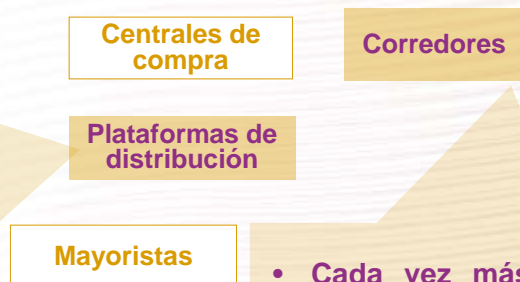 Centrales de
compra
Corredores
Plataformas de
distribución
Mayoristas
• Cada vez más